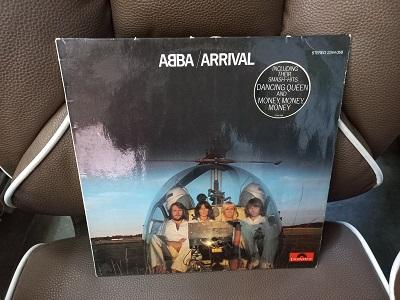 ABBA/ARRIVAL
STEREO 2344 058
INCLUDING
THEIR
SMASH-HITS
DANCING QUEEN
AND
MONEY, MONEY,
MONEY